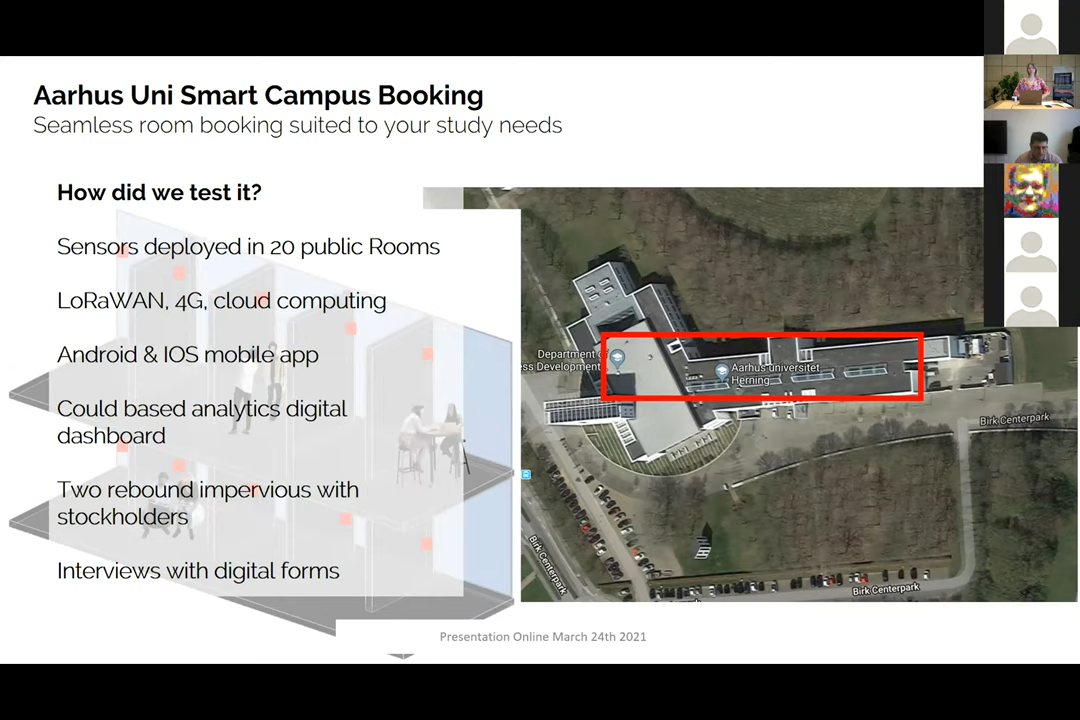 Aarhus Uni Smart Campus Booking
Seamless room booking suited to your study needs
How did we test it?
Sensors deployed in 20 public Rooms
LoRaWAN, 4G, cloud computing
Android & IOS mobile app
Could based analytics digital
dashboard
Two rebound impervious with
stockholders
Interviews with digital forms
Department o
ss Development
Aarhus universitet
Herning
Birk Centerpark
Birk Centerpark
Birk Centerpark
Presentation Online March 24th 2021